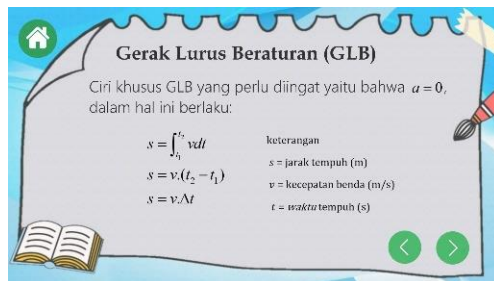 Gerak Lurus Beraturan (GLB)
Ciri khusus GLB yang perlu diingat yaitu bahwa a = 0,
dalam hal ini berlaku:
s = ∫_{t₁}^{t₂} vdt
s = v.(t₂ − t₁)
s = v.Δt
keterangan
s = jarak tempuh (m)
v = kecepatan benda (m/s)
t = waktu tempuh (s)